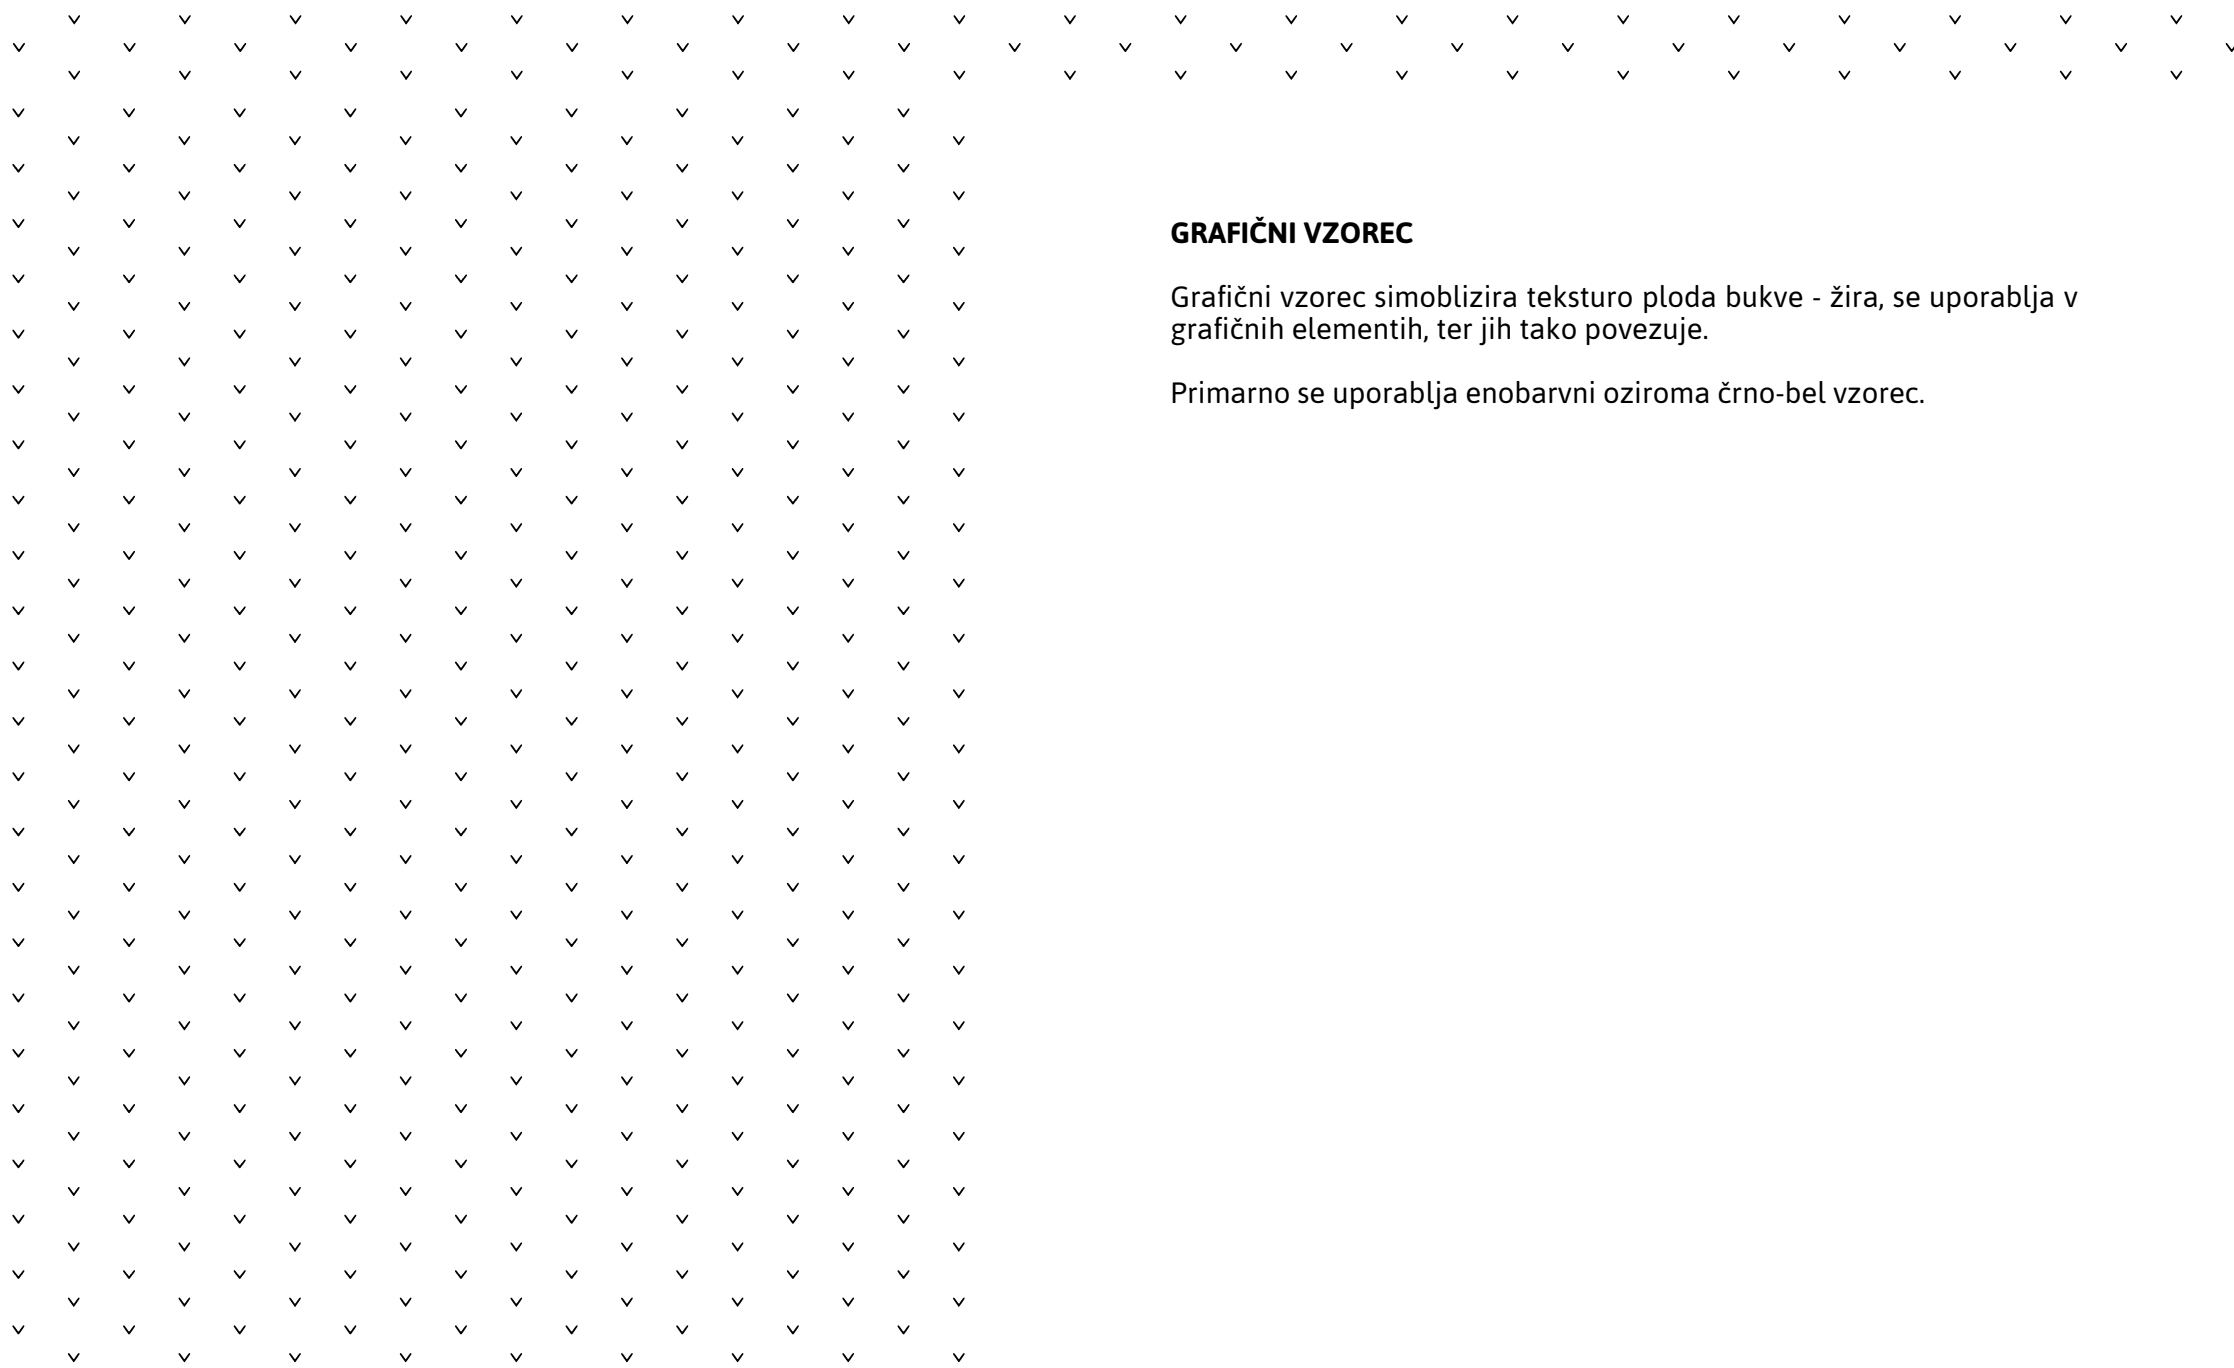 GRAFIČNI VZOREC
Grafični vzorec simoblizira teksturo ploda bukve - žira, se uporablja v
grafičnih elementih, ter jih tako povezuje.
Primarno se uporablja enobarvni oziroma črno-bel vzorec.